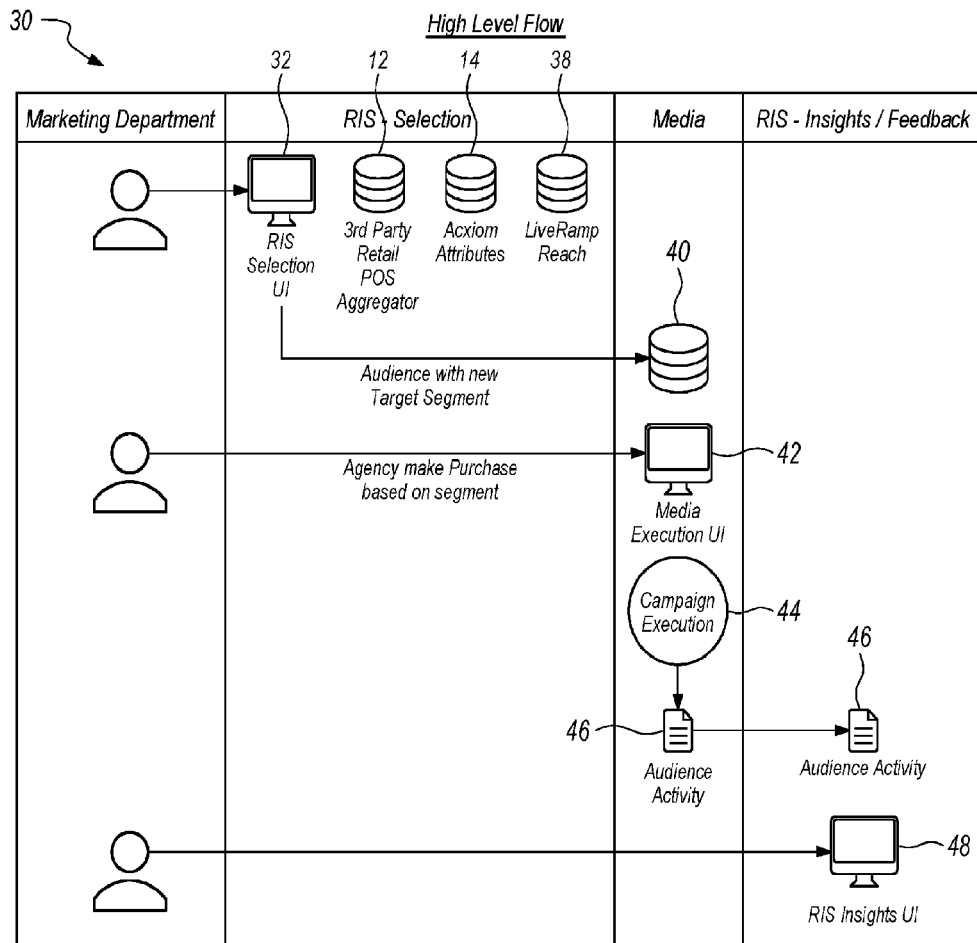 30
High Level Flow
32
12
14
38
Marketing Department
RIS - Selection
Media
RIS - Insights / Feedback
RIS
Selection
UI
3rd Party
Retail
POS
Aggregator
Acxiom
Attributes
LiveRamp
Reach
40
Audience with new
Target Segment
Agency make Purchase
based on segment
42
Media
Execution UI
Campaign
Execution
44
46
46
Audience
Activity
Audience Activity
48
RIS Insights UI